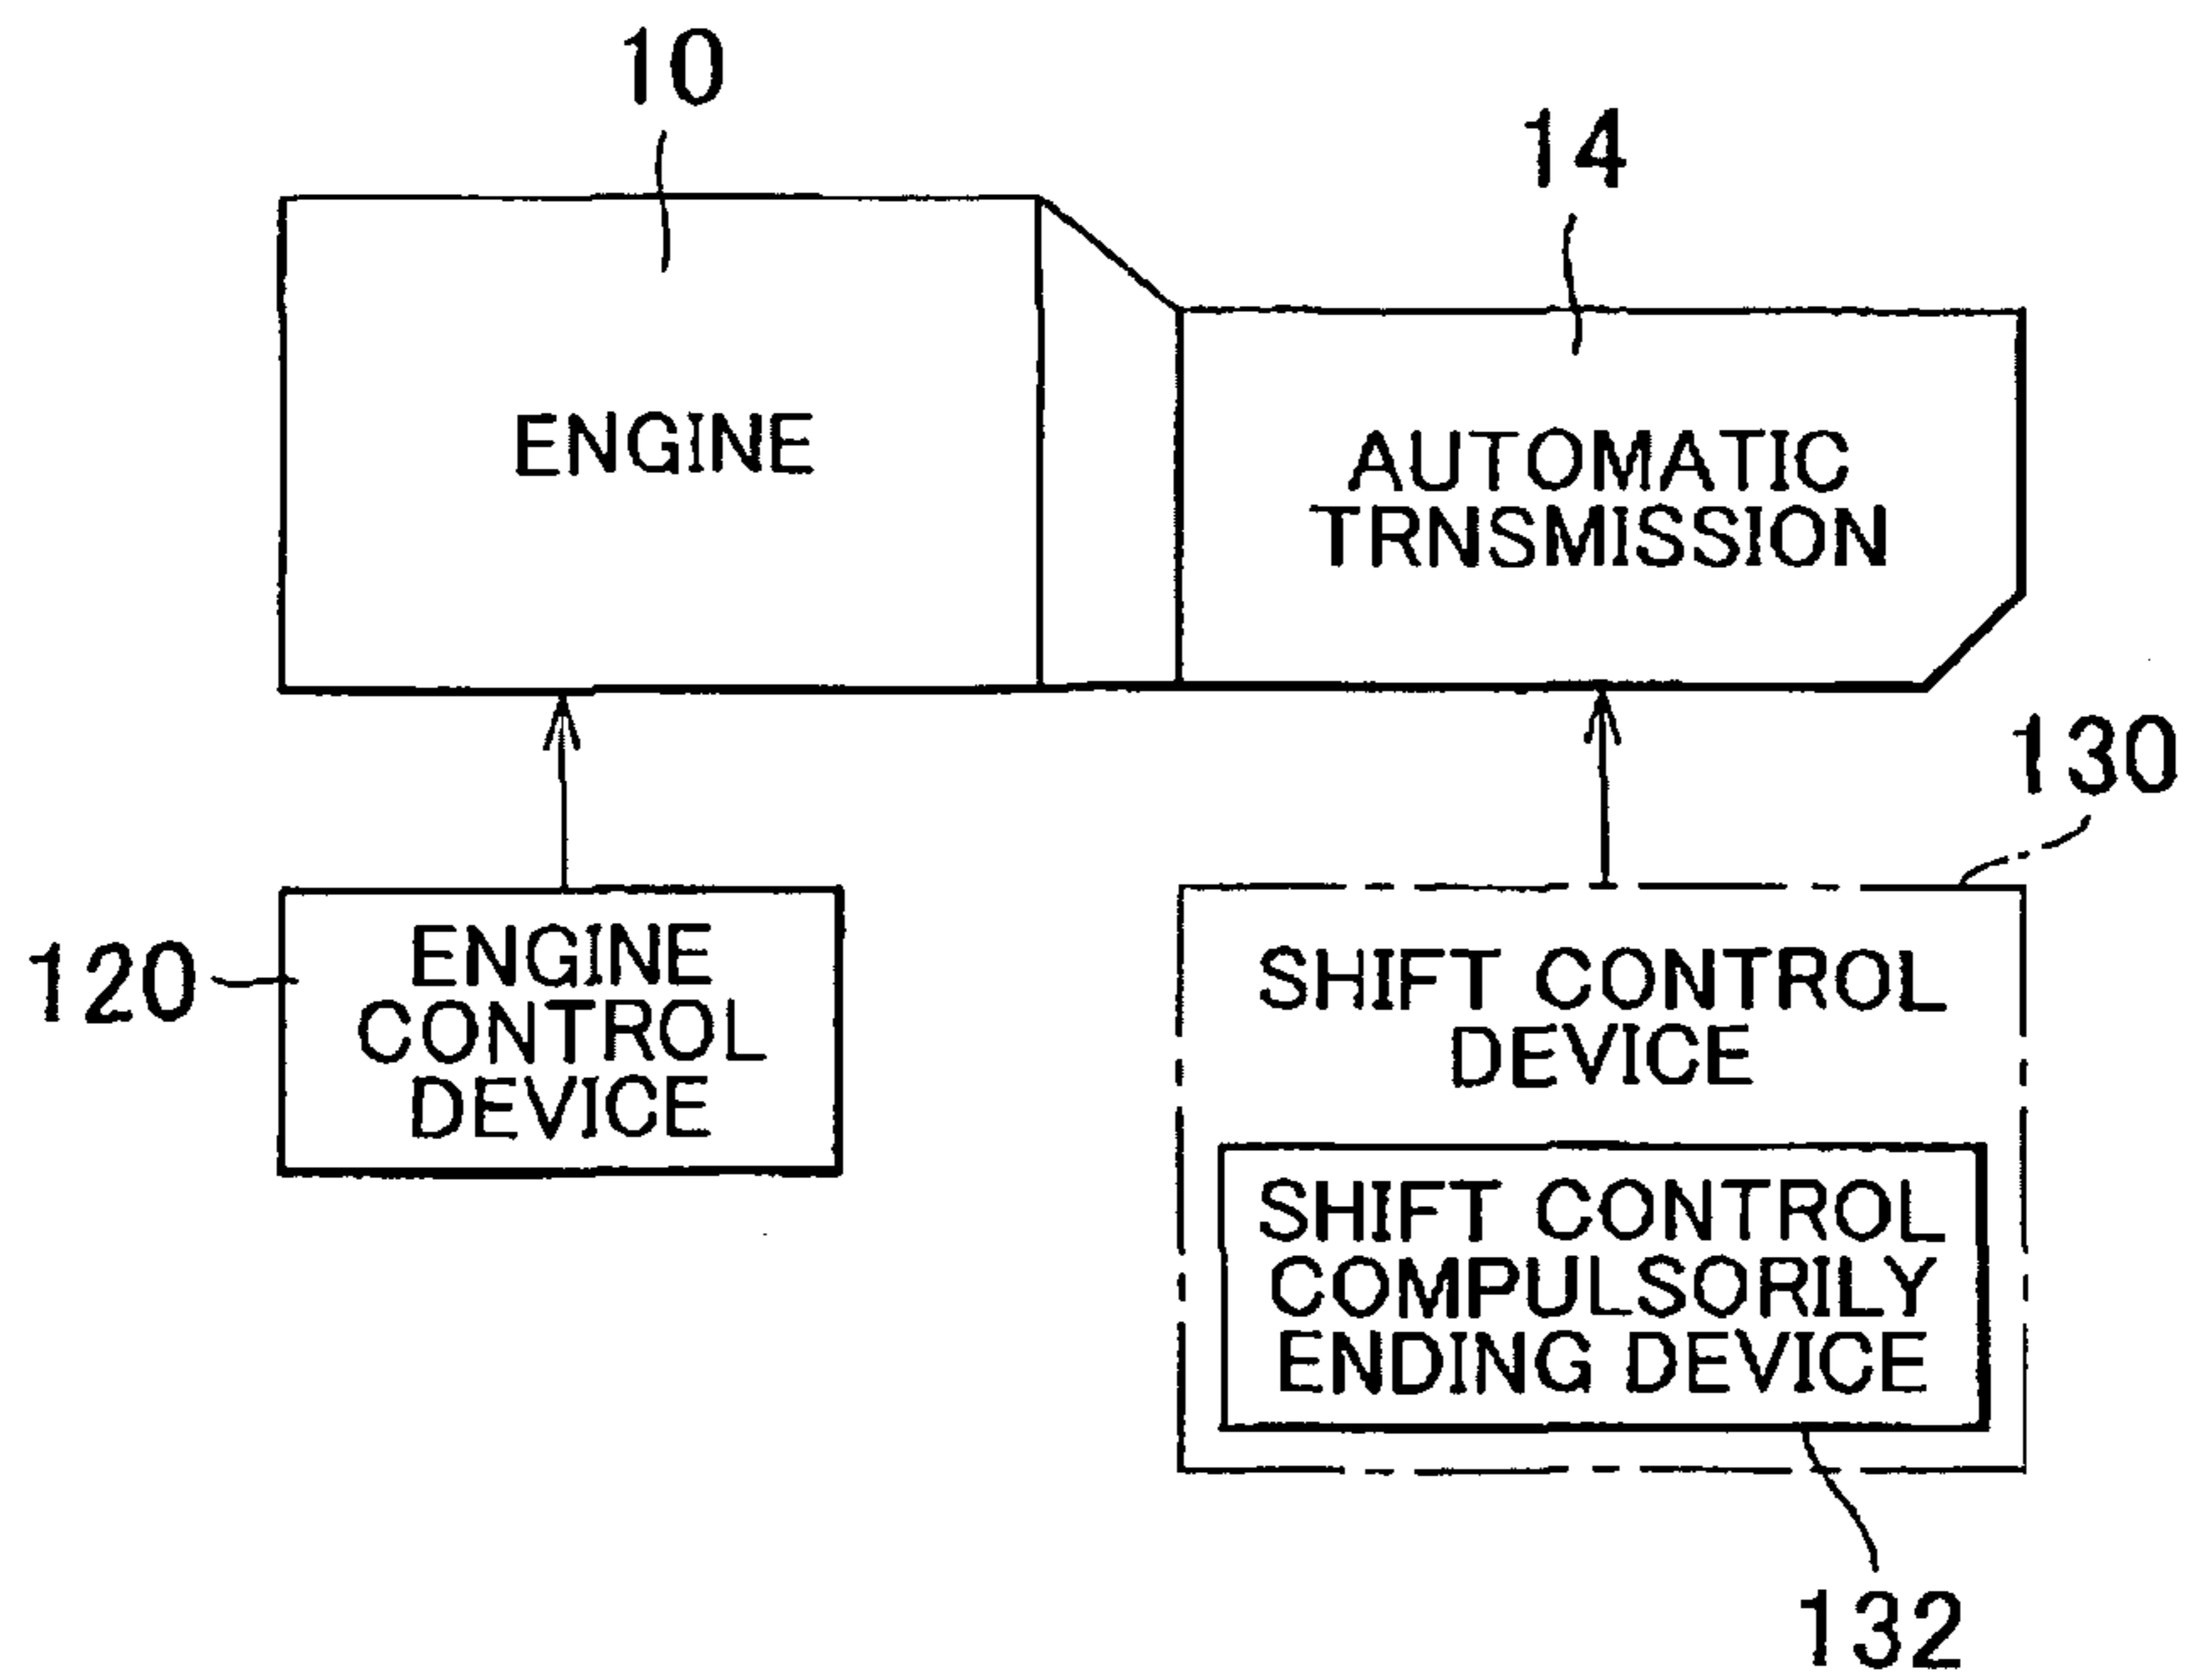 10
14
ENGINE
AUTOMATIC
TRNSMISSION
130
120
ENGINE
CONTROL
DEVICE
SHIFT CONTROL
DEVICE
SHIFT CONTROL
COMPULSORILY
ENDING DEVICE
132